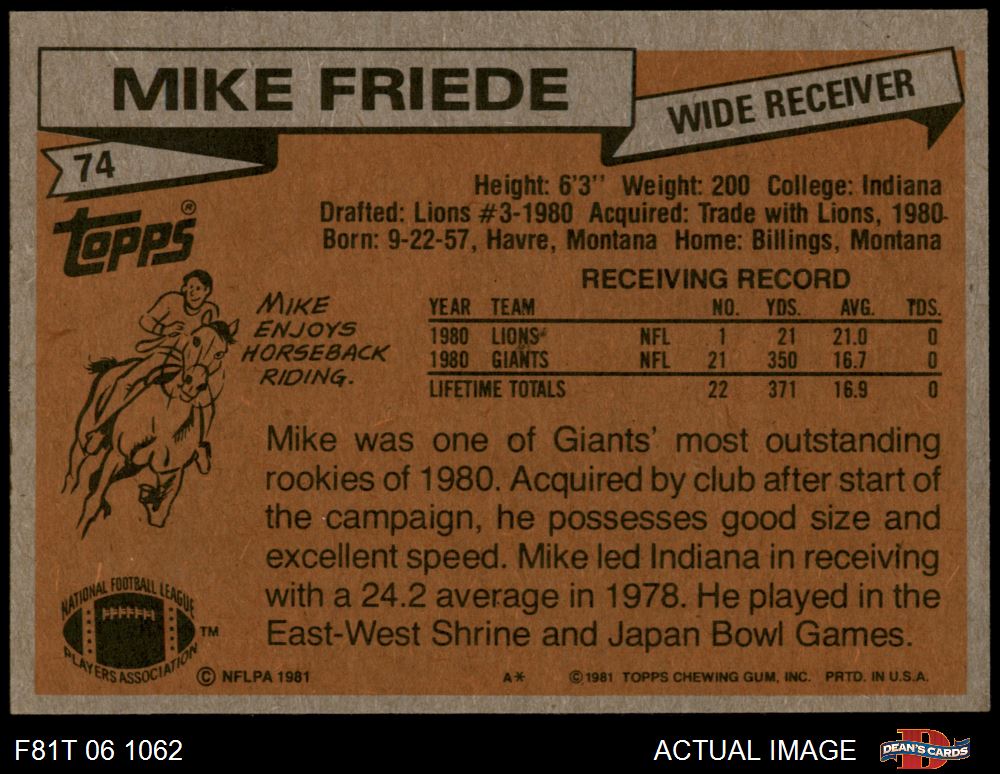 MIKE FRIEDE
WIDE RECEIVER
74
Topps®
Height: 6'3'' Weight: 200 College: Indiana
Drafted: Lions #3-1980 Acquired: Trade with Lions, 1980
Born: 9-22-57, Havre, Montana Home: Billings, Montana
MIKE
ENJOYS
HORSEBACK
RIDING.
RECEIVING RECORD
YEAR TEAM NO. YDS. AVG. TDS.
1980 LIONS* NFL 1 21 21.0 0
1980 GIANTS NFL 21 350 16.7 0
LIFETIME TOTALS 22 371 16.9 0
Mike was one of Giants' most outstanding
rookies of 1980. Acquired by club after start of
the campaign, he possesses good size and
excellent speed. Mike led Indiana in receiving
with a 24.2 average in 1978. He played in the
East-West Shrine and Japan Bowl Games.
NATIONAL FOOTBALL LEAGUE
PLAYERS ASSOCIATION
TM
© NFLPA 1981 A* ©1981 TOPPS CHEWING GUM, INC. PRTD. IN U.S.A.
F81T 06 1062 ACTUAL IMAGE DEAN'S CARDS